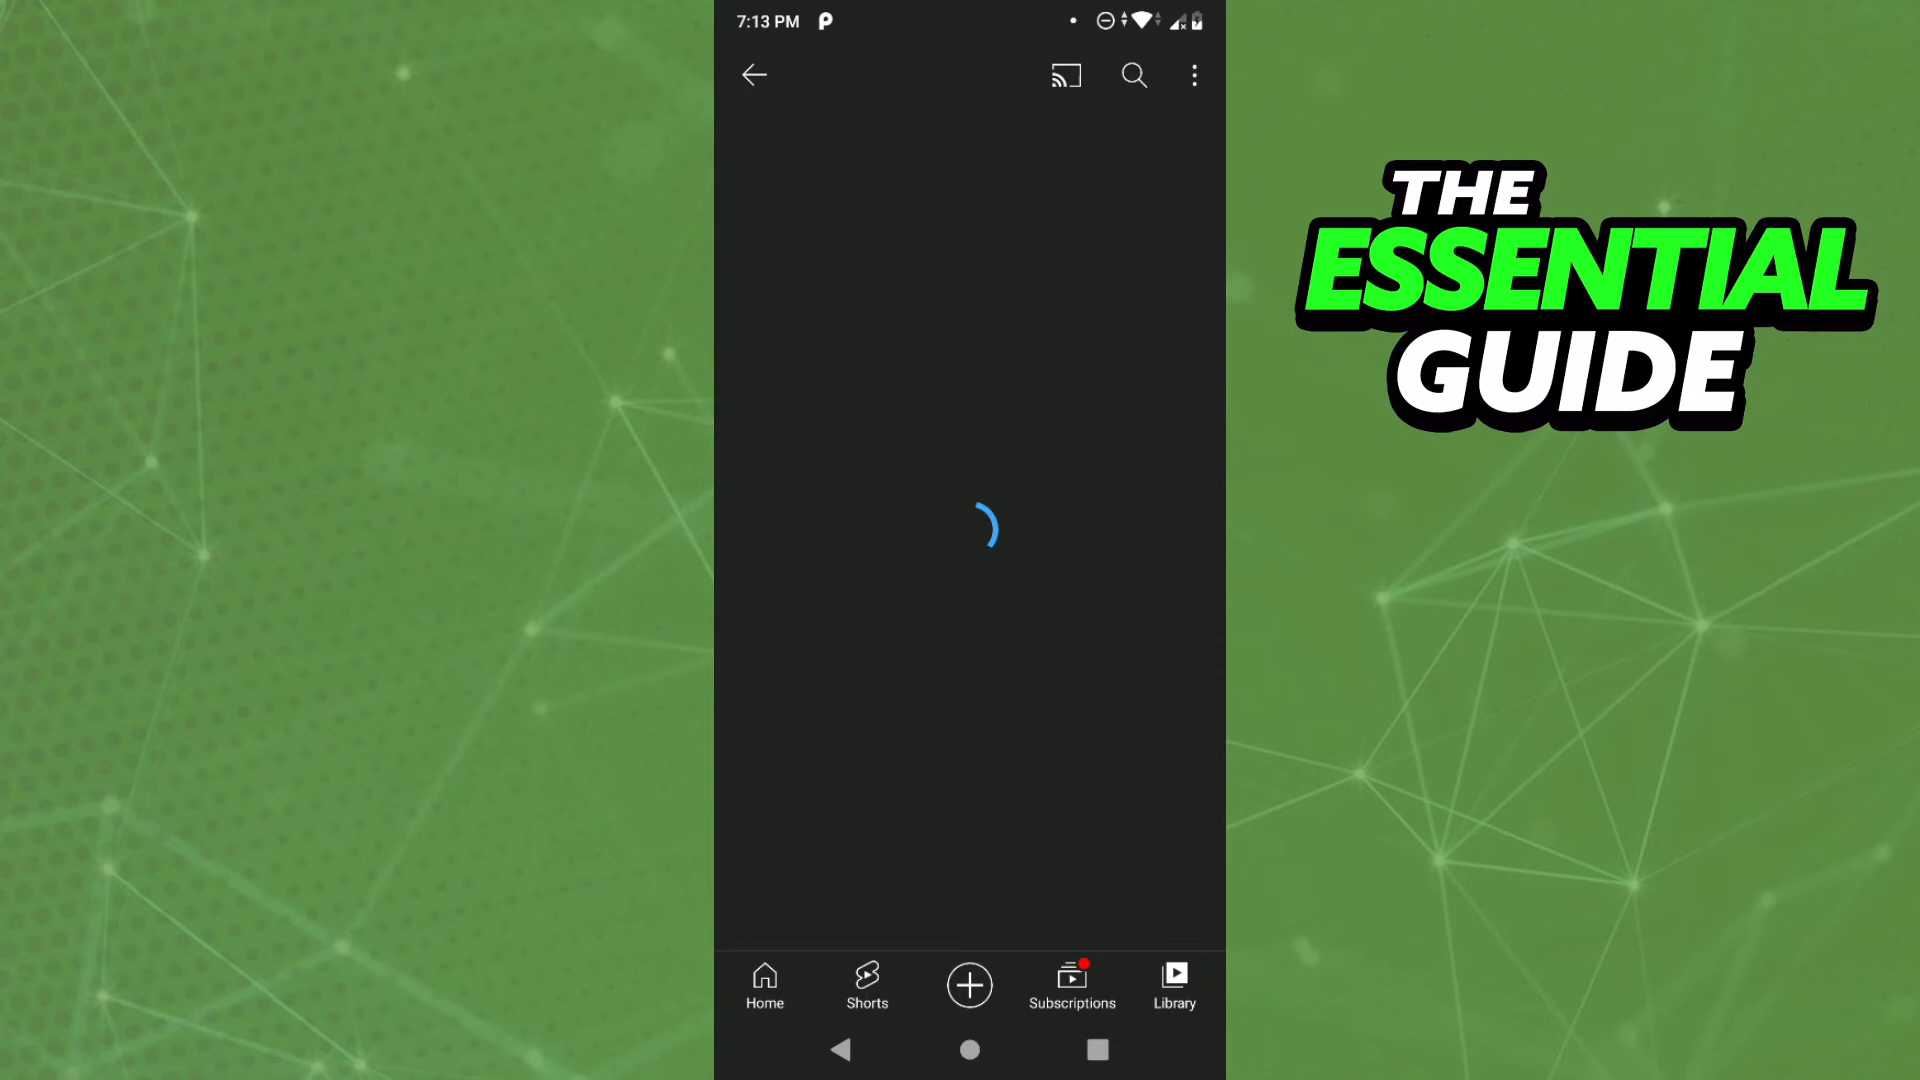 7:13 PM
THE
ESSENTIAL
GUIDE
Home
Shorts
Subscriptions
Library